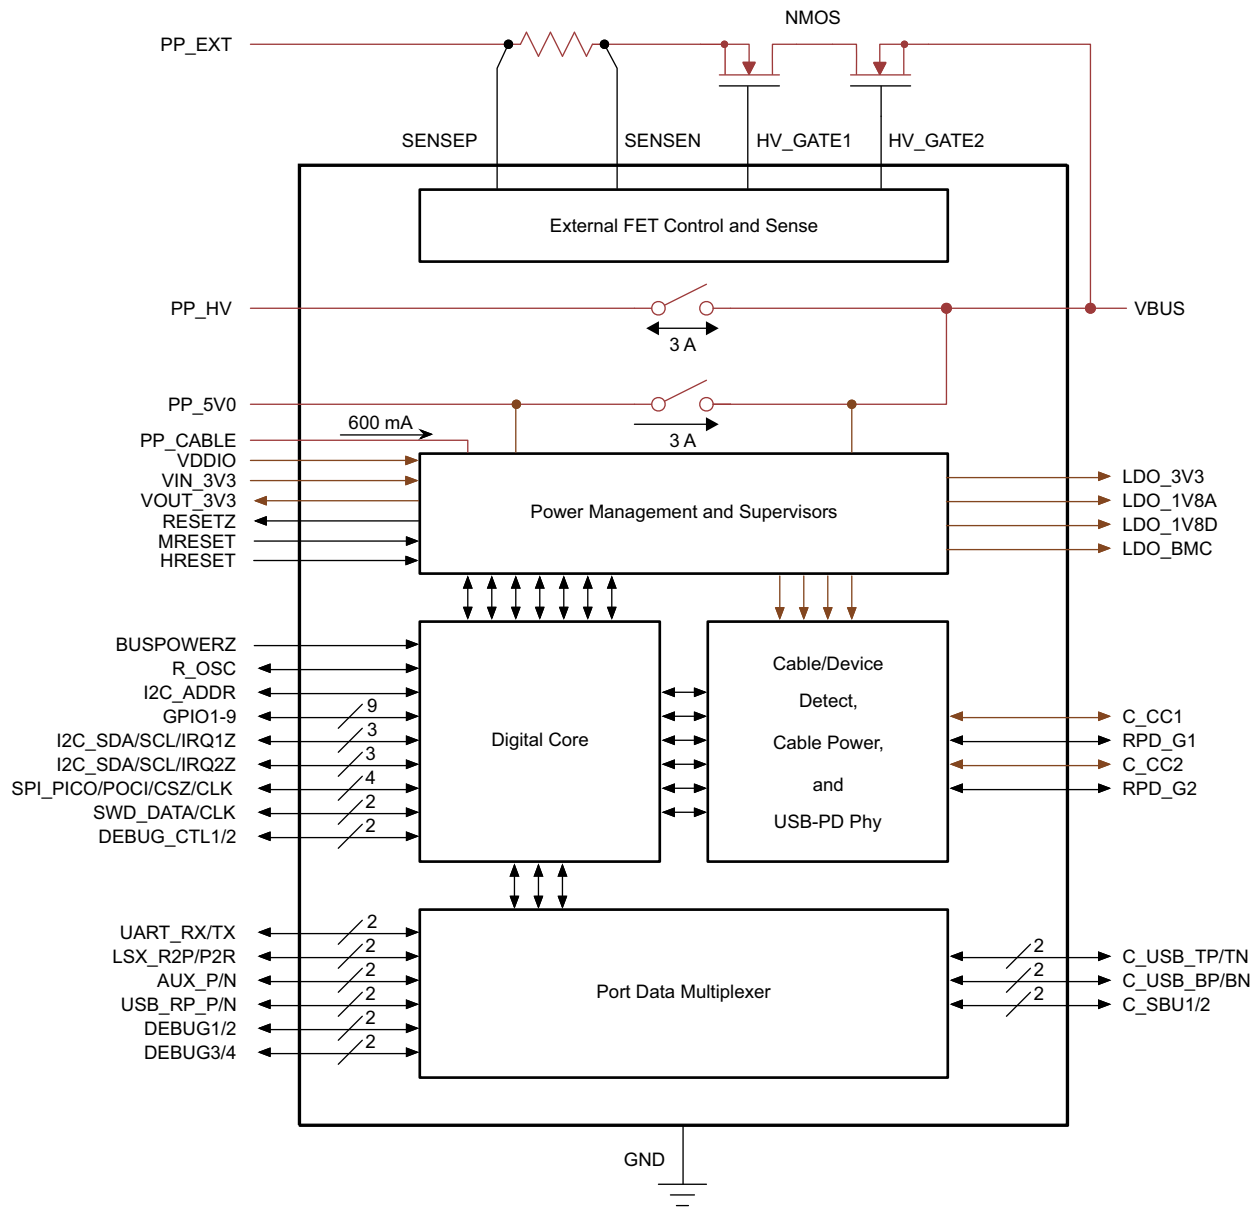 NMOS
PP_EXT
SENSEP
SENSEN
HV_GATE1
HV_GATE2
External FET Control and Sense
PP_HV
3 A
VBUS
PP_5V0
3 A
600 mA
PP_CABLE
VDDIO
VIN_3V3
VOUT_3V3
RESETZ
MRESET
HRESET
Power Management and Supervisors
LDO_3V3
LDO_1V8A
LDO_1V8D
LDO_BMC
BUSPOWERZ
R_OSC
I2C_ADDR
GPIO1-9
9
I2C_SDA/SCL/IRQ1Z
3
I2C_SDA/SCL/IRQ2Z
3
SPI_PICO/POCI/CSZ/CLK
4
SWD_DATA/CLK
2
DEBUG_CTL1/2
2
Digital Core
Cable/Device
Detect,
Cable Power,
and
USB-PD Phy
C_CC1
RPD_G1
C_CC2
RPD_G2
UART_RX/TX
2
LSX_R2P/P2R
2
AUX_P/N
2
USB_RP_P/N
2
DEBUG1/2
2
DEBUG3/4
2
Port Data Multiplexer
2
C_USB_TP/TN
2
C_USB_BP/BN
2
C_SBU1/2
GND